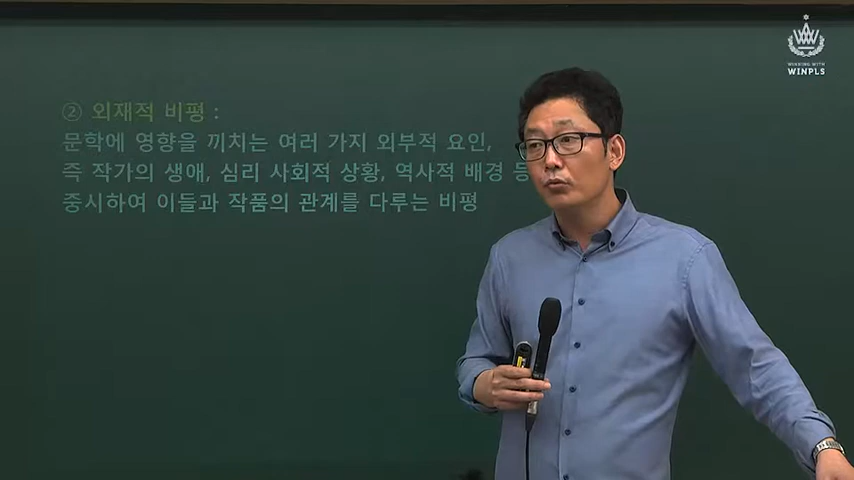 ② 외재적 비평 :
문학에 영향을 끼치는 여러 가지 외부적 요인,
즉 작가의 생애, 심리 사회적 상황, 역사적 배경 등
중시하여 이들과 작품의 관계를 다루는 비평
WINNING WITH
WINPLS